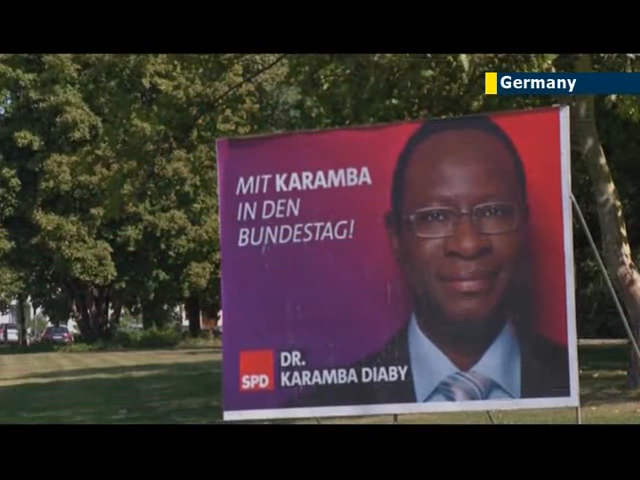 Germany
MIT KARAMBA
IN DEN
BUNDESTAG!
SPD
DR.
KARAMBA DIABY